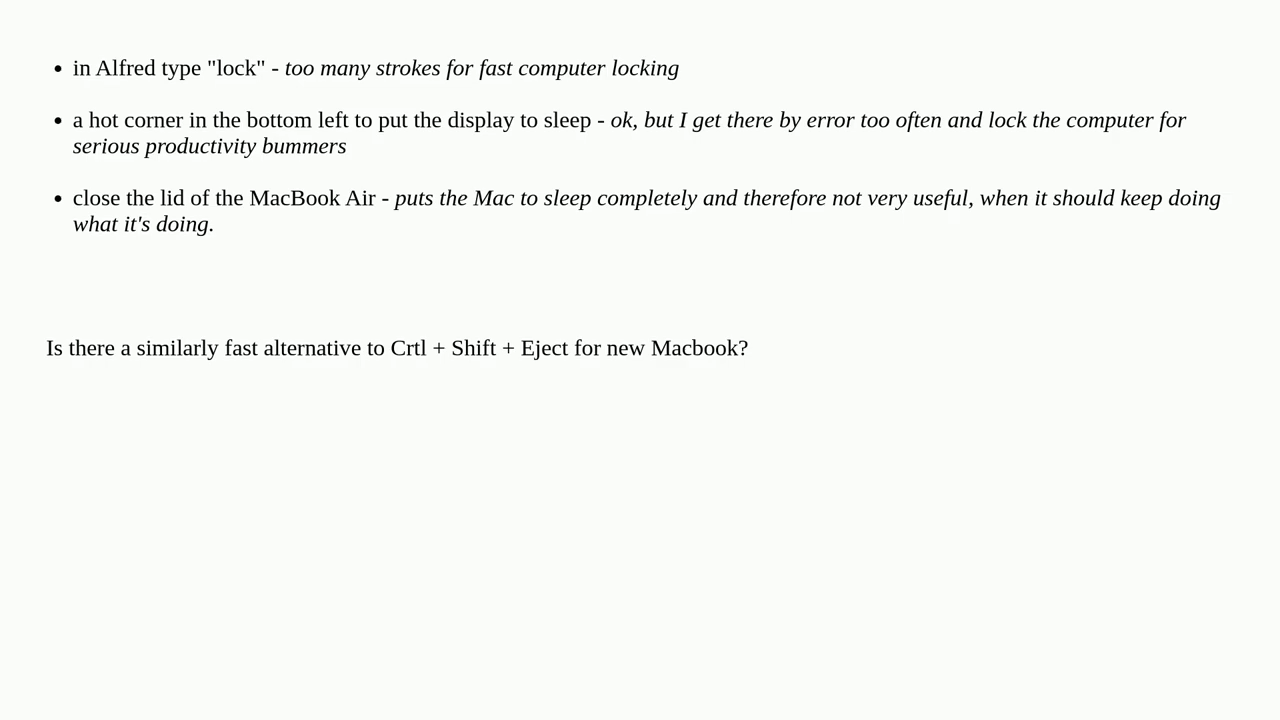 • in Alfred type "lock" - too many strokes for fast computer locking
• a hot corner in the bottom left to put the display to sleep - ok, but I get there by error too often and lock the computer for
serious productivity bummers
• close the lid of the MacBook Air - puts the Mac to sleep completely and therefore not very useful, when it should keep doing
what it's doing.
Is there a similarly fast alternative to Crtl + Shift + Eject for new Macbook?